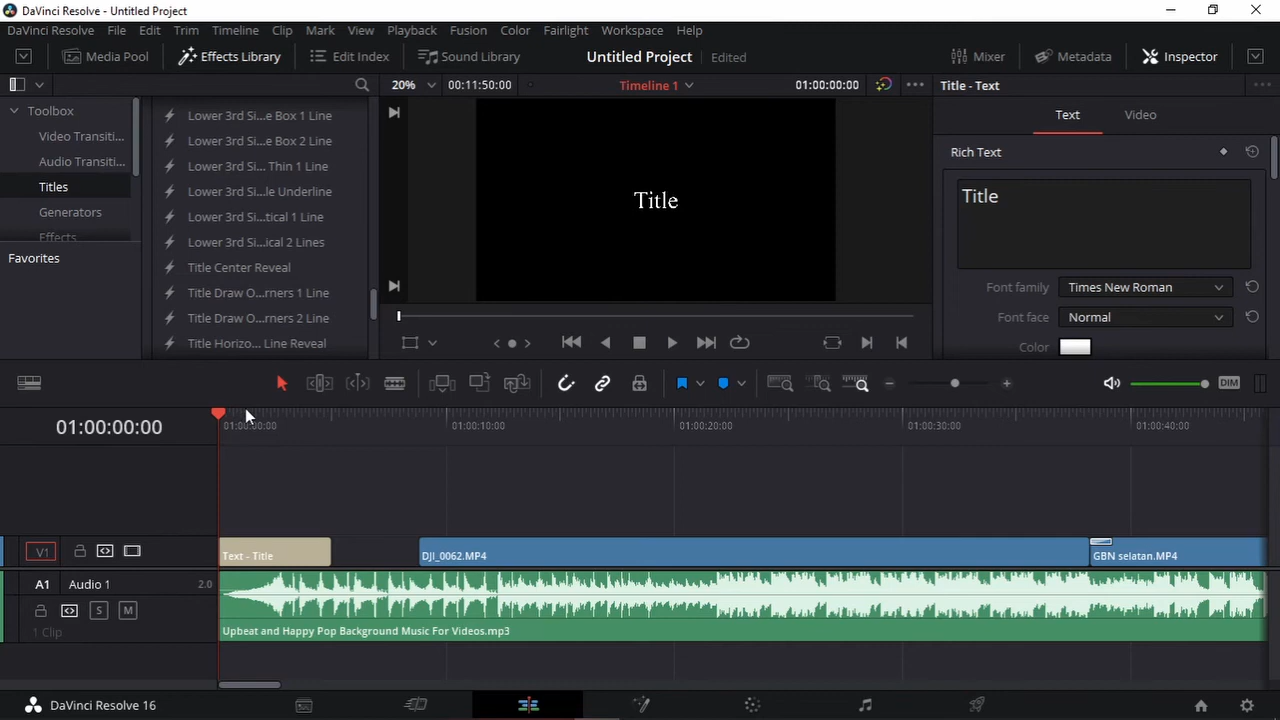 DaVinci Resolve - Untitled Project
DaVinci Resolve File Edit Trim Timeline Clip Mark View Playback Fusion Color Fairlight Workspace Help
Media Pool Effects Library Edit Index Sound Library Untitled Project Edited Mixer Metadata Inspector
20% 00:11:50:00 Timeline 1 01:00:00:00 Title - Text
Toolbox
Video Transiti...
Audio Transiti...
Titles
Generators
Effects
Favorites
Lower 3rd Si...e Box 1 Line
Lower 3rd Si...e Box 2 Line
Lower 3rd Si... Thin 1 Line
Lower 3rd Si...le Underline
Lower 3rd Si...tical 1 Line
Lower 3rd Si...ical 2 Lines
Title Center Reveal
Title Draw O...rners 1 Line
Title Draw O...rners 2 Line
Title Horizo... Line Reveal
Title
Text Video
Rich Text
Title
Font family Times New Roman
Font face Normal
Color
DIM
01:00:00:00
01:00:00:00 01:00:10:00 01:00:20:00 01:00:30:00 01:00:40:00
V1
Text - Title DJI_0062.MP4 GBN selatan.MP4
A1 Audio 1 2.0
S M
1 Clip
Upbeat and Happy Pop Background Music For Videos.mp3
DaVinci Resolve 16